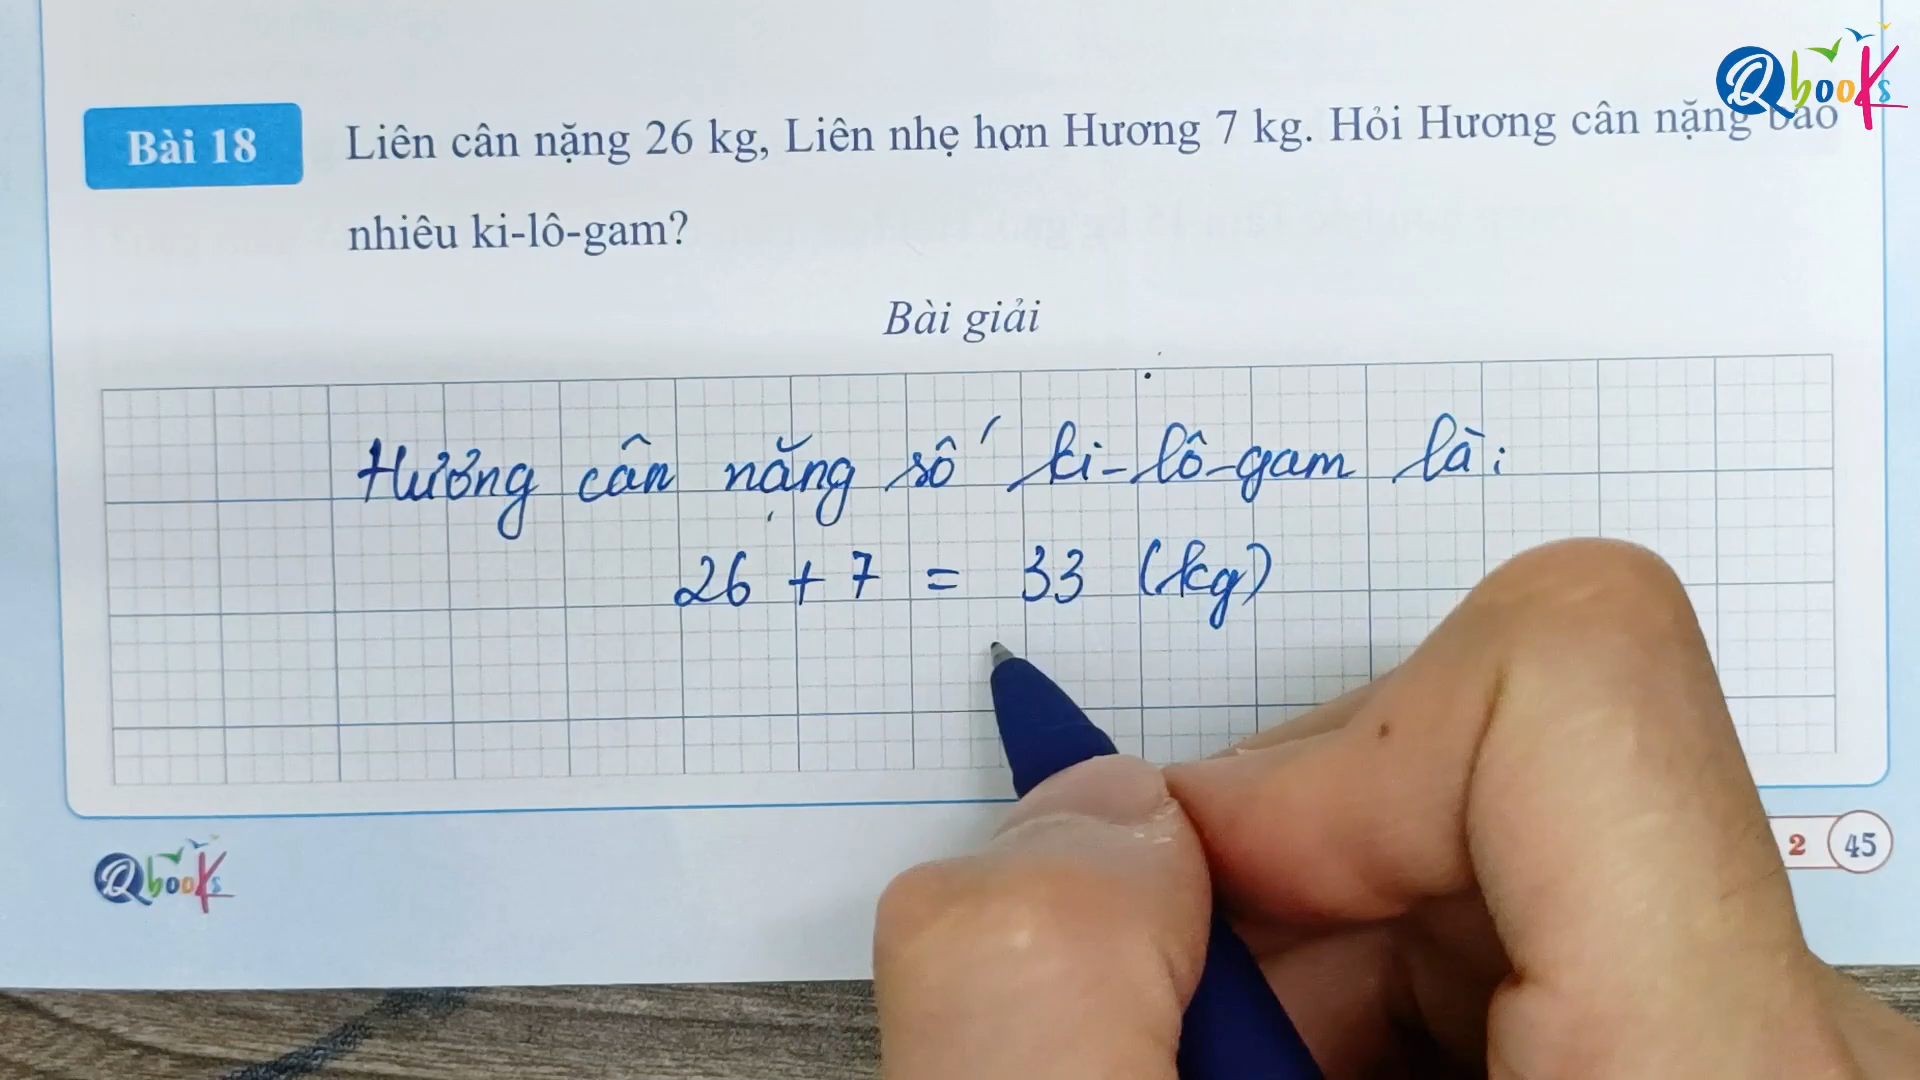 Qbooks
Bài 18
Liên cân nặng 26 kg, Liên nhẹ hơn Hương 7 kg. Hỏi Hương cân nặng bao
nhiêu ki-lô-gam?
Bài giải
Hương cân nặng số ki-lô-gam là:
26 + 7 = 33 (kg)
Qbooks
2 45